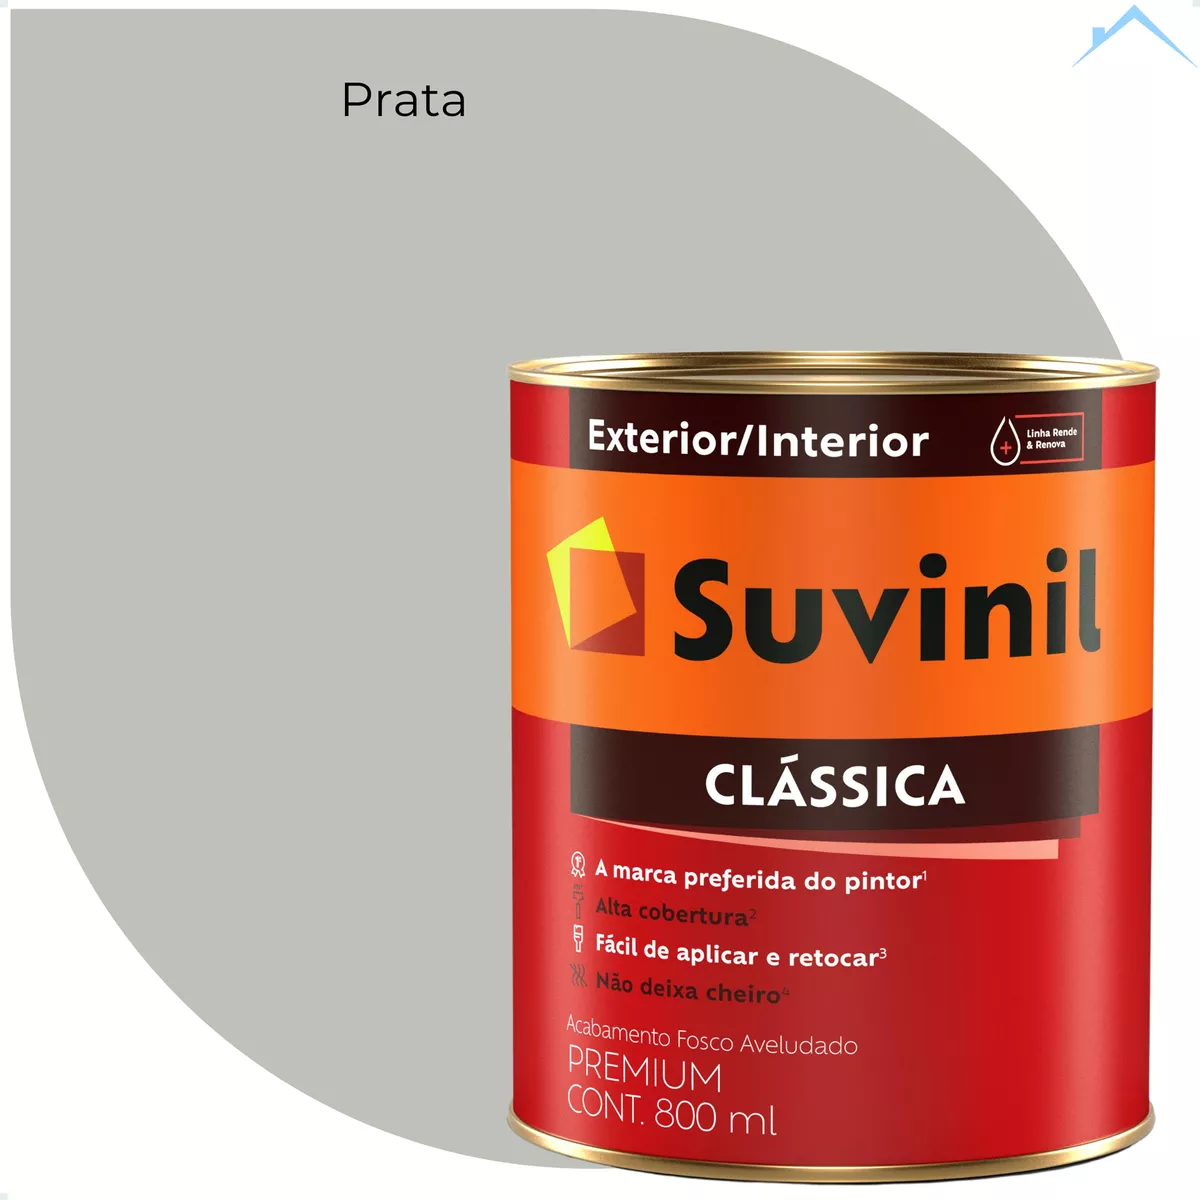 Prata
Exterior/Interior
Linha Rende
& Renova
Suvinil
CLÁSSICA
A marca preferida do pintor¹
Alta cobertura²
Fácil de aplicar e retocar³
Não deixa cheiro⁴
Acabamento Fosco Aveludado
PREMIUM
CONT. 800 ml